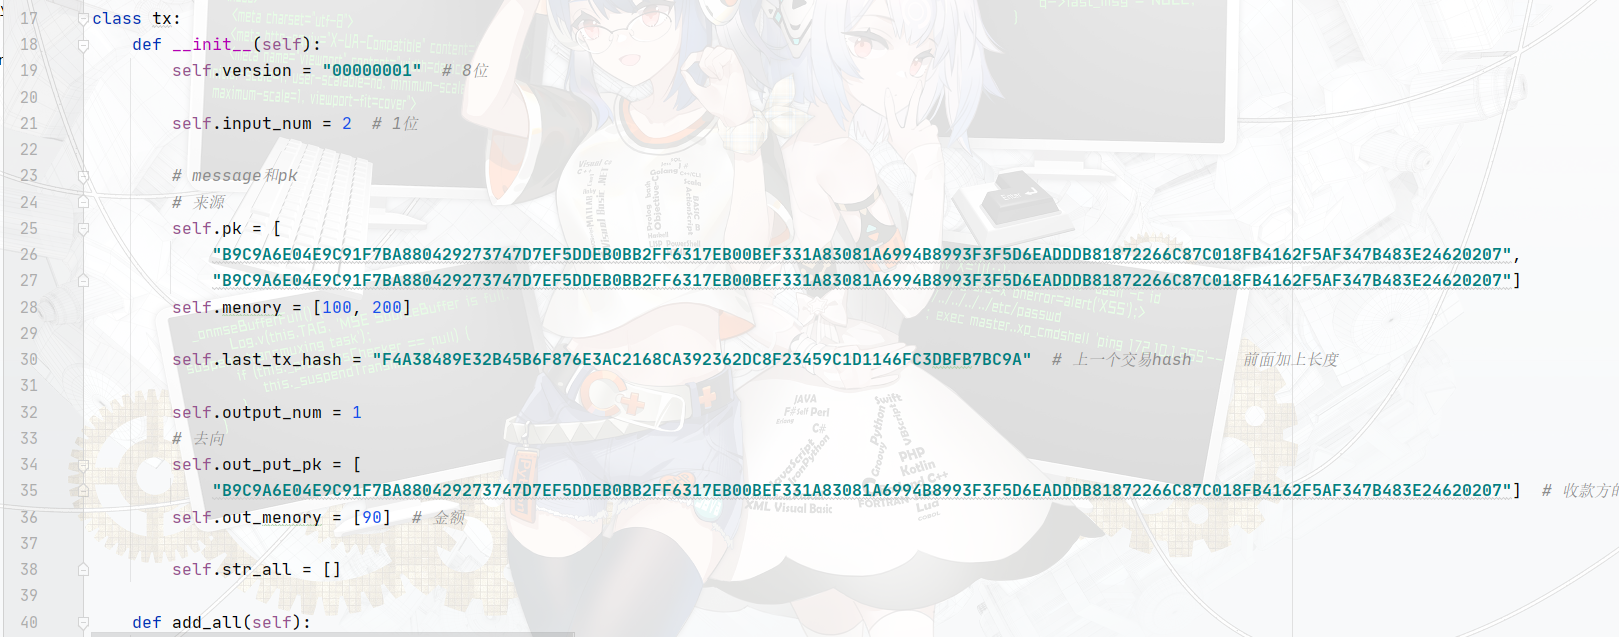 17 class tx:
18 def __init__(self):
19 self.version = "00000001" # 8位
20
21 self.input_num = 2 # 1位
22
23 # message和pk
24 # 来源
25 self.pk = [
26 "B9C9A6E04E9C91F7BA880429273747D7EF5DDEB0BB2FF6317EB00BEF331A83081A6994B8993F3F5D6EADDDB81872266C87C018FB4162F5AF347B483E24620207",
27 "B9C9A6E04E9C91F7BA880429273747D7EF5DDEB0BB2FF6317EB00BEF331A83081A6994B8993F3F5D6EADDDB81872266C87C018FB4162F5AF347B483E24620207"]
28 self.menory = [100, 200]
29
30 self.last_tx_hash = "F4A38489E32B45B6F876E3AC2168CA392362DC8F23459C1D1146FC3DBFB7BC9A" # 上一个交易hash 前面加上长度
31
32 self.output_num = 1
33 # 去向
34 self.out_put_pk = [
35 "B9C9A6E04E9C91F7BA880429273747D7EF5DDEB0BB2FF6317EB00BEF331A83081A6994B8993F3F5D6EADDDB81872266C87C018FB4162F5AF347B483E24620207"] # 收款方的
36 self.out_menory = [90] # 金额
37
38 self.str_all = []
39
40 def add_all(self):